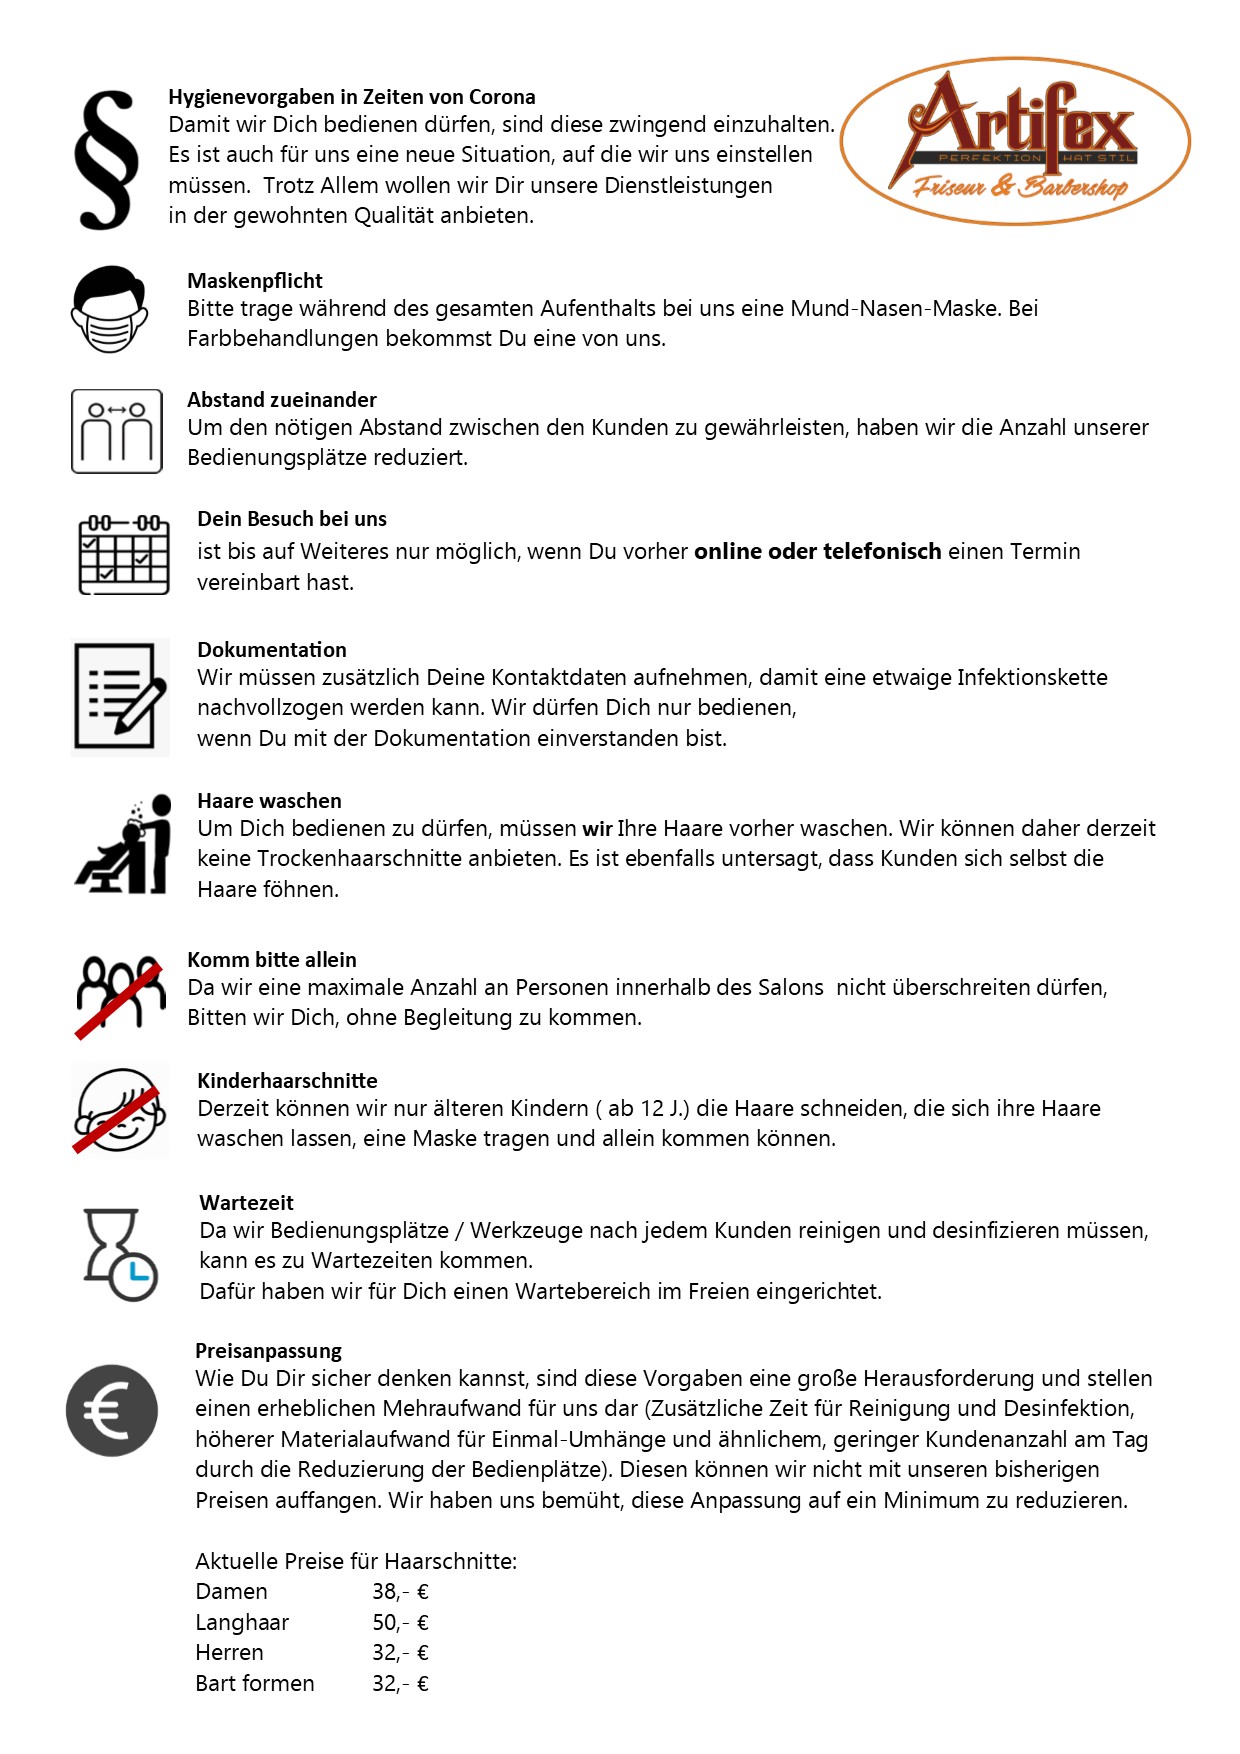 Hygienevorgaben in Zeiten von Corona
Damit wir Dich bedienen dürfen, sind diese zwingend einzuhalten.
Es ist auch für uns eine neue Situation, auf die wir uns einstellen
müssen.  Trotz Allem wollen wir Dir unsere Dienstleistungen
in der gewohnten Qualität anbieten.
Artifex
PERFEKTION HAT STIL
Friseur & Barbershop
Maskenpflicht
Bitte trage während des gesamten Aufenthalts bei uns eine Mund-Nasen-Maske. Bei
Farbbehandlungen bekommst Du eine von uns.
Abstand zueinander
Um den nötigen Abstand zwischen den Kunden zu gewährleisten, haben wir die Anzahl unserer
Bedienungsplätze reduziert.
Dein Besuch bei uns
ist bis auf Weiteres nur möglich, wenn Du vorher online oder telefonisch einen Termin
vereinbart hast.
Dokumentation
Wir müssen zusätzlich Deine Kontaktdaten aufnehmen, damit eine etwaige Infektionskette
nachvollzogen werden kann. Wir dürfen Dich nur bedienen,
wenn Du mit der Dokumentation einverstanden bist.
Haare waschen
Um Dich bedienen zu dürfen, müssen wir Ihre Haare vorher waschen. Wir können daher derzeit
keine Trockenhaarschnitte anbieten. Es ist ebenfalls untersagt, dass Kunden sich selbst die
Haare föhnen.
Komm bitte allein
Da wir eine maximale Anzahl an Personen innerhalb des Salons  nicht überschreiten dürfen,
Bitten wir Dich, ohne Begleitung zu kommen.
Kinderhaarschnitte
Derzeit können wir nur älteren Kindern ( ab 12 J.) die Haare schneiden, die sich ihre Haare
waschen lassen, eine Maske tragen und allein kommen können.
Wartezeit
Da wir Bedienungsplätze / Werkzeuge nach jedem Kunden reinigen und desinfizieren müssen,
kann es zu Wartezeiten kommen.
Dafür haben wir für Dich einen Wartebereich im Freien eingerichtet.
Preisanpassung
Wie Du Dir sicher denken kannst, sind diese Vorgaben eine große Herausforderung und stellen
einen erheblichen Mehraufwand für uns dar (Zusätzliche Zeit für Reinigung und Desinfektion,
höherer Materialaufwand für Einmal-Umhänge und ähnlichem, geringer Kundenanzahl am Tag
durch die Reduzierung der Bedienplätze). Diesen können wir nicht mit unseren bisherigen
Preisen auffangen. Wir haben uns bemüht, diese Anpassung auf ein Minimum zu reduzieren.
Aktuelle Preise für Haarschnitte:
Damen 38,- €
Langhaar 50,- €
Herren 32,- €
Bart formen 32,- €